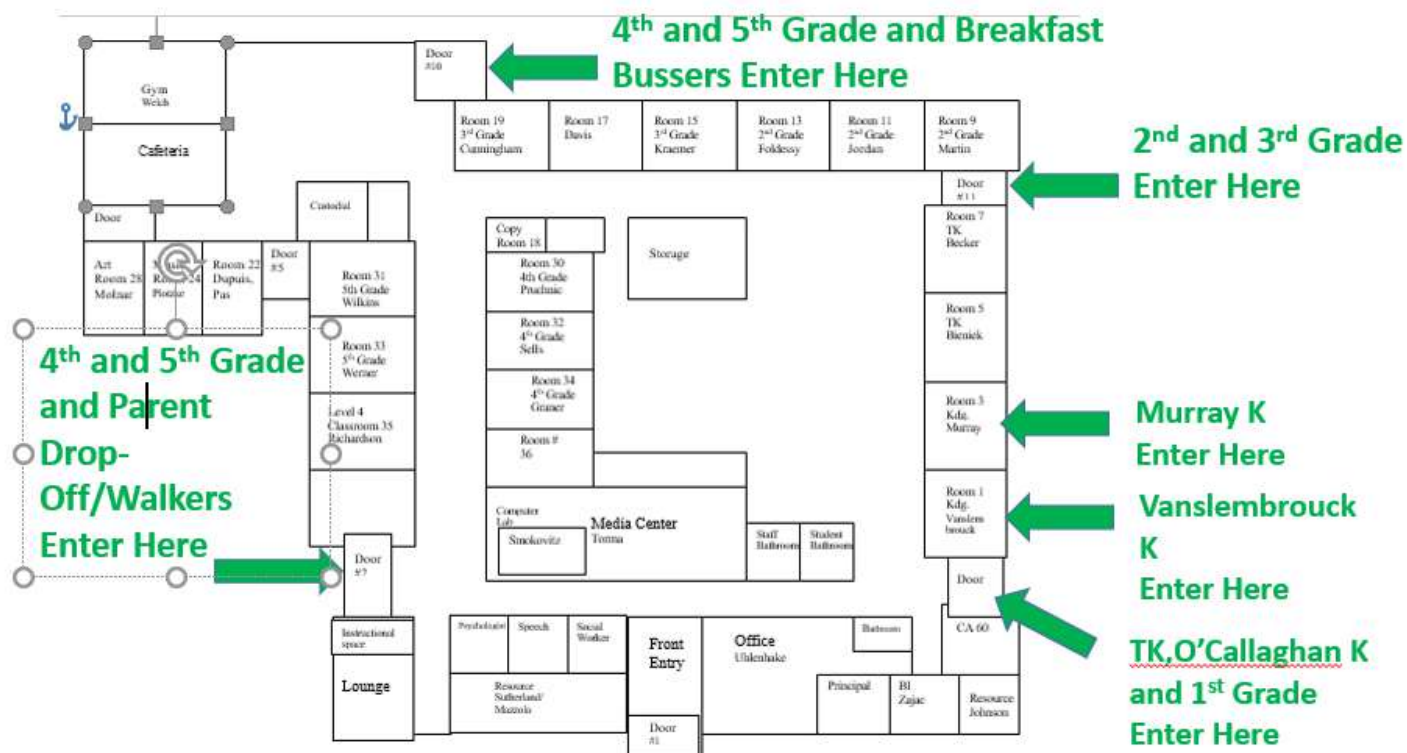 4th and 5th Grade and Breakfast
Bussers Enter Here
Door
#10
Gym
Welch
Cafeteria
Room 19
3rd Grade
Cunningham
Room 17
Davis
Room 15
3rd Grade
Kraemer
Room 13
2nd Grade
Foldessy
Room 11
2nd Grade
Jordan
Room 9
2nd Grade
Martin
2nd and 3rd Grade
Enter Here
Door
#11
Door
Custodial
Art
Room 28
Molnar
Room 22
Dupuis,
Pas
Door
#5
Room 31
5th Grade
Wilkins
Room 33
5th Grade
Werner
Level 4
Classroom 35
Richardson
Copy
Room 18
Room 30
4th Grade
Room 32
4th Grade
Sells
Room 34
4th Grade
Room #
36
Storage
Room 7
TK
Becker
Room 5
TK
Bieniek
Room 3
Kdg.
Murray
Room 1
Kdg.
Vanslem
brouck
4th and 5th Grade
and Parent
Drop-
Off/Walkers
Enter Here
Murray K
Enter Here
Vanslembrouck
K
Enter Here
Computer
Lab
Smokovitz
Media Center
Torma
Staff
Bathroom
Student
Bathroom
Door
#7
Door
CA 60
TK,O'Callaghan K
and 1st Grade
Enter Here
Instructional
space
Lounge
Psychologist
Speech
Social
Worker
Resource
Sutherland/
Mazzola
Front
Entry
Door
#1
Office
Uhlenhake
Bathroom
Principal
BI
Zajac
Resource
Johnson